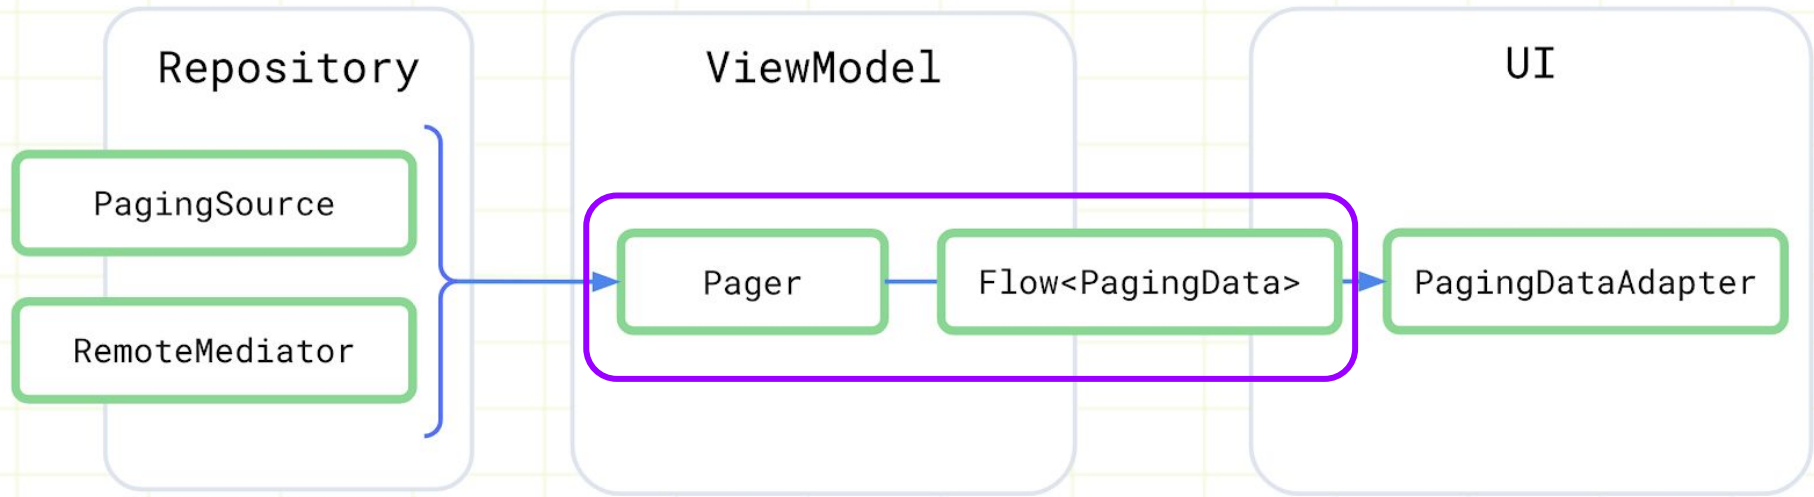 Repository
PagingSource
RemoteMediator
ViewModel
Pager
Flow<PagingData>
UI
PagingDataAdapter